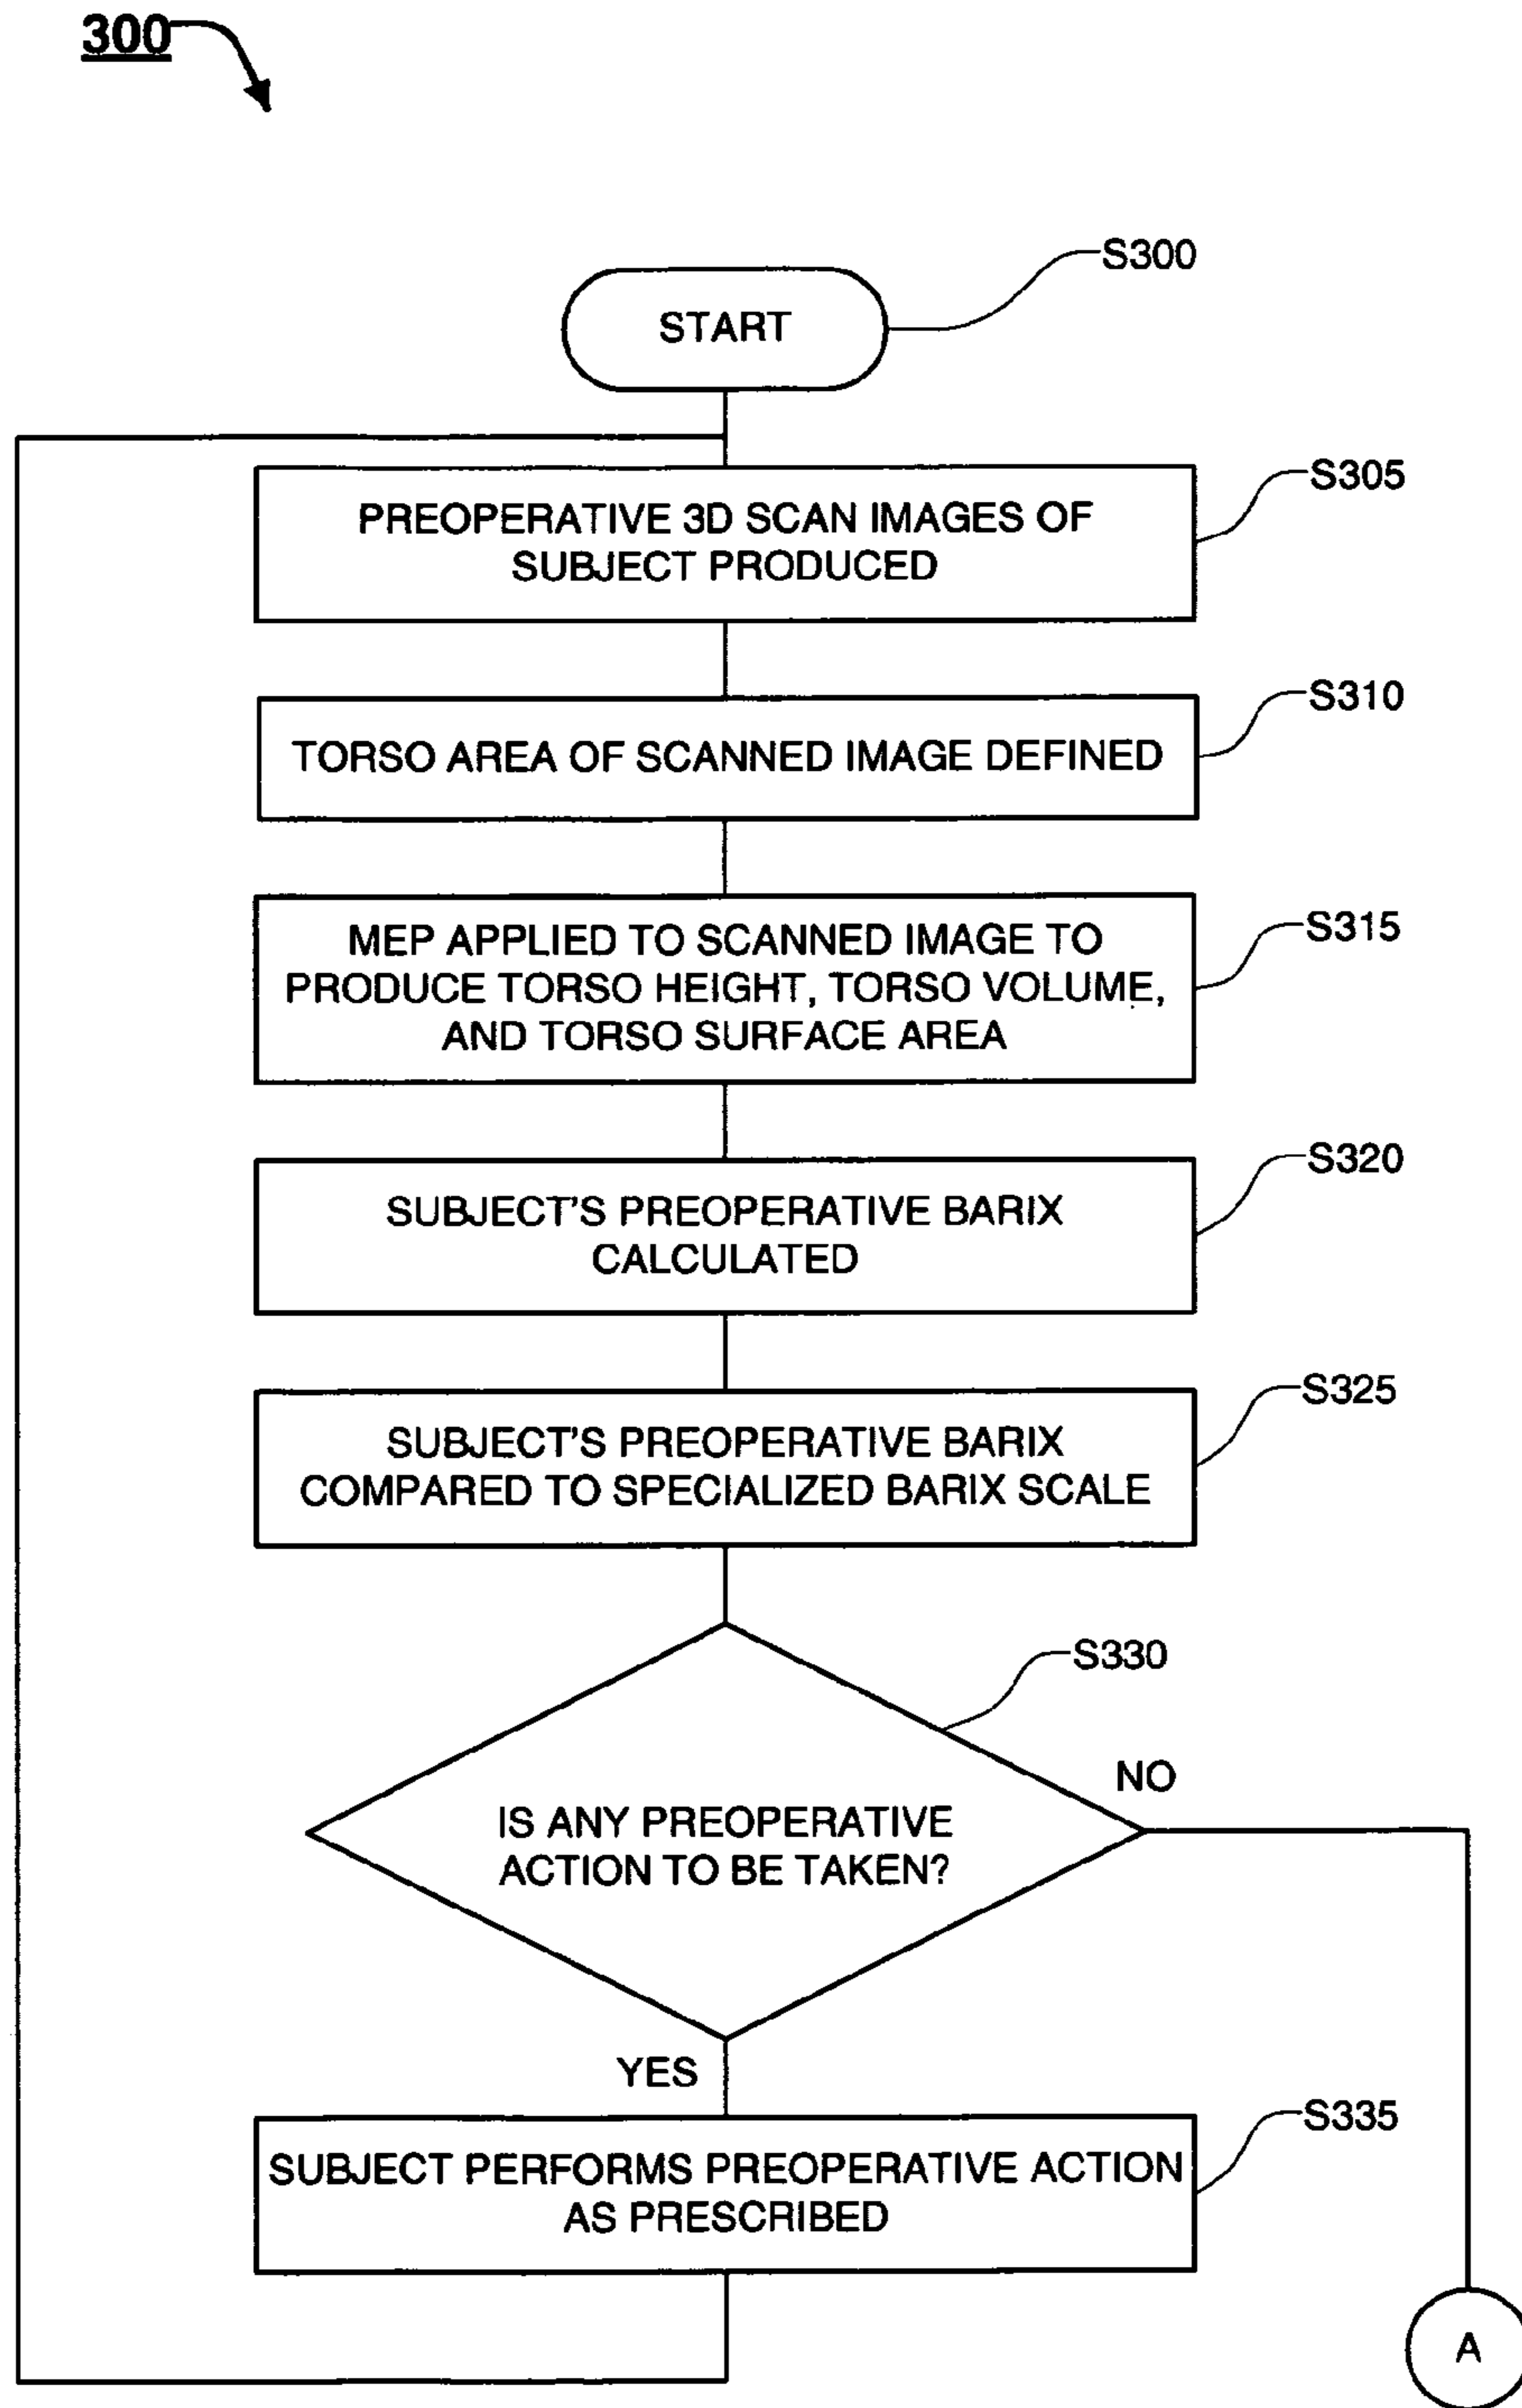 300
S300
START
S305
PREOPERATIVE 3D SCAN IMAGES OF
SUBJECT PRODUCED
S310
TORSO AREA OF SCANNED IMAGE DEFINED
S315
MEP APPLIED TO SCANNED IMAGE TO
PRODUCE TORSO HEIGHT, TORSO VOLUME,
AND TORSO SURFACE AREA
S320
SUBJECT'S PREOPERATIVE BARIX
CALCULATED
S325
SUBJECT'S PREOPERATIVE BARIX
COMPARED TO SPECIALIZED BARIX SCALE
S330
NO
IS ANY PREOPERATIVE
ACTION TO BE TAKEN?
YES
S335
SUBJECT PERFORMS PREOPERATIVE ACTION
AS PRESCRIBED
A